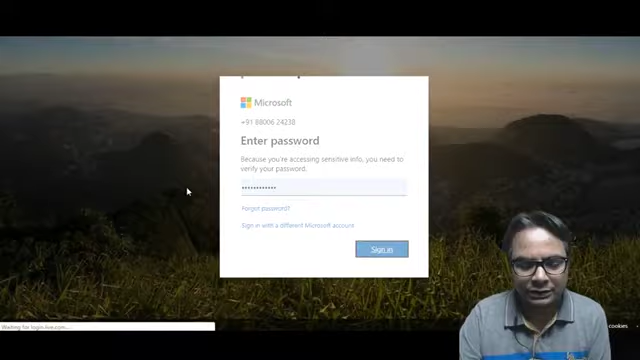 Microsoft
+91 88006 24238
Enter password
Because you're accessing sensitive info, you need to
verify your password.
••••••••••••
Forgot password?
Sign in with a different Microsoft account
Sign in
Waiting for login.live.com...
cookies